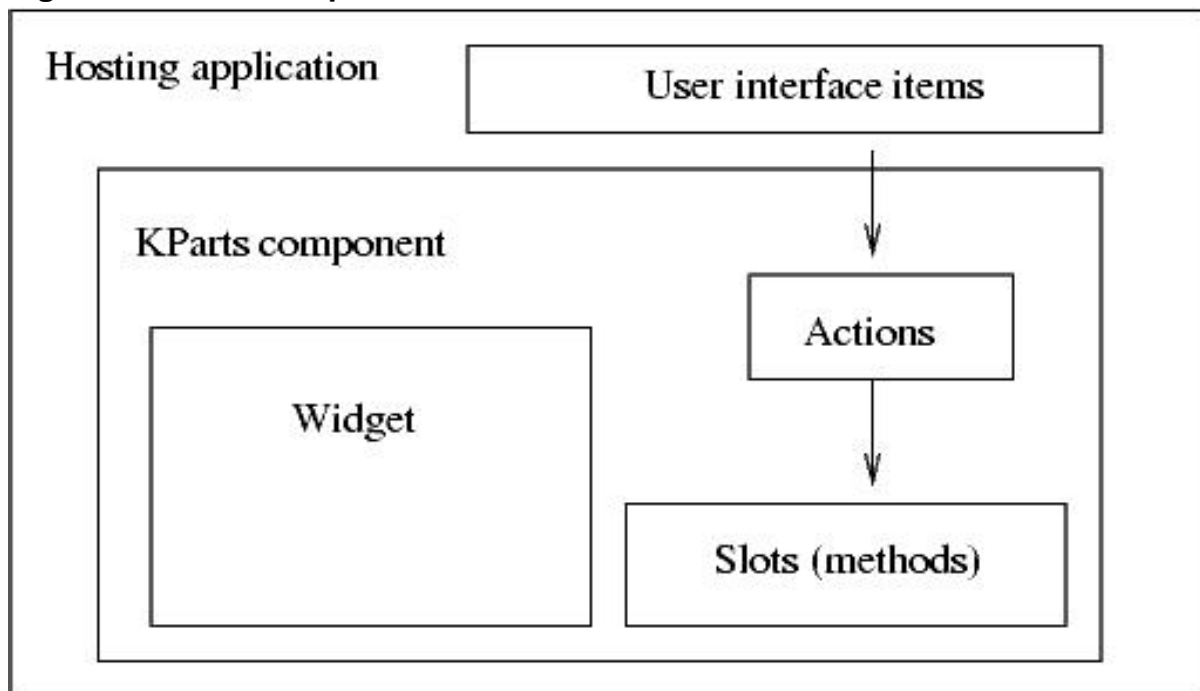 Hosting application
User interface items
KParts component
Actions
Widget
Slots (methods)